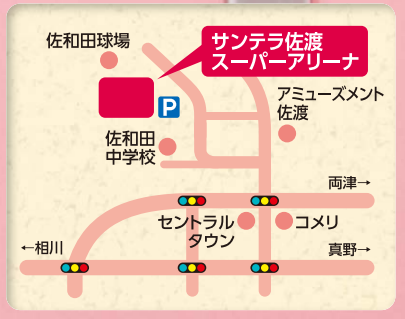 佐和田球場
サンテラ佐渡
スーパーアリーナ
P
アミューズメント
佐渡
佐和田
中学校
両津→
セントラル
タウン
コメリ
←相川
真野→